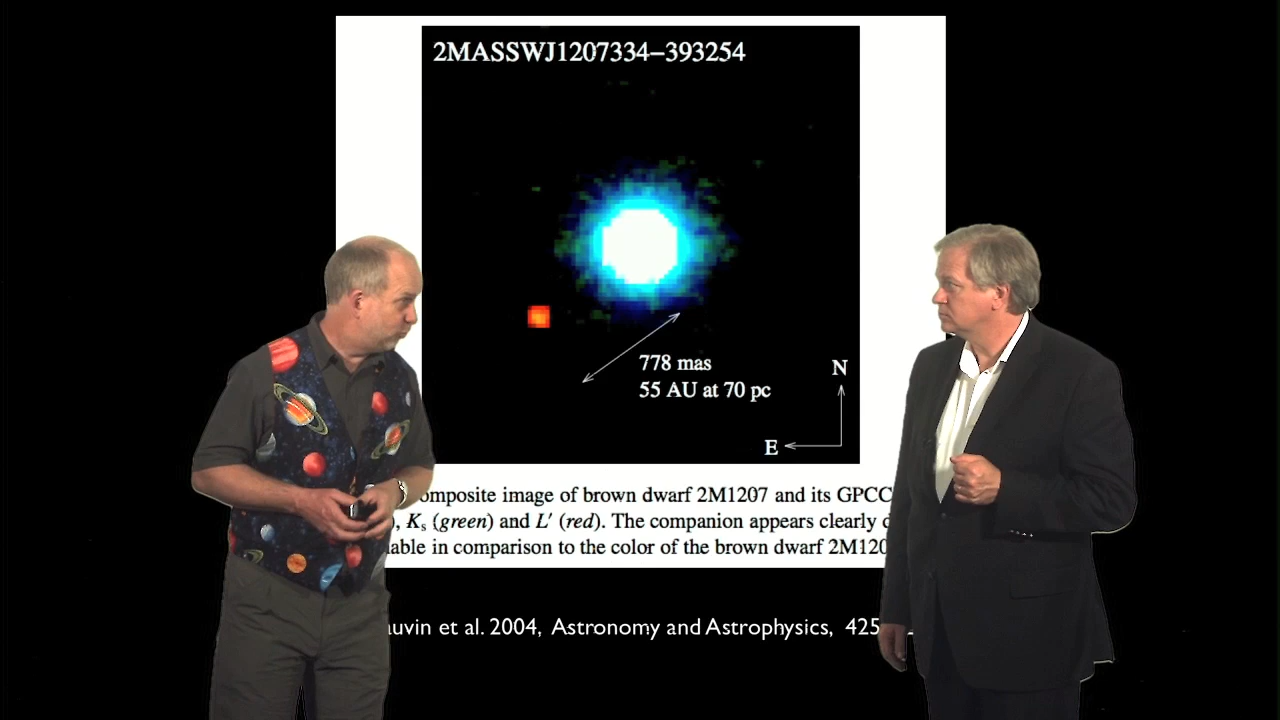 2MASSWJ1207334–393254
778 mas
55 AU at 70 pc
N
E
omposite image of brown dwarf 2M1207 and its GPCC
), Ks (green) and L′ (red). The companion appears clearly d
able in comparison to the color of the brown dwarf 2M120
uvin et al. 2004, Astronomy and Astrophysics, 425